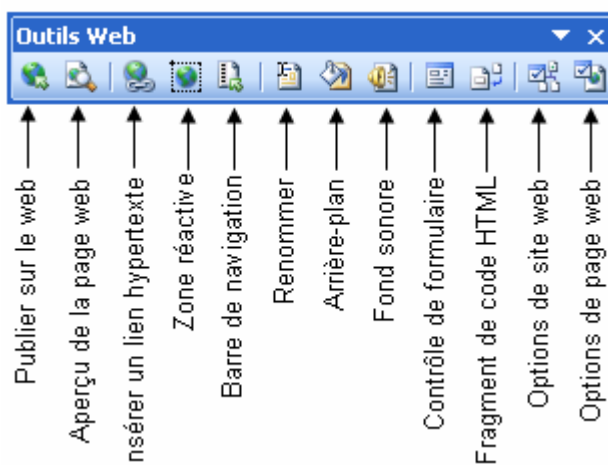 Outils Web
Publier sur le web
Aperçu de la page web
nsérer un lien hypertexte
Zone réactive
Barre de navigation
Renommer
Arrière-plan
Fond sonore
Contrôle de formulaire
Fragment de code HTML
Options de site web
Options de page web